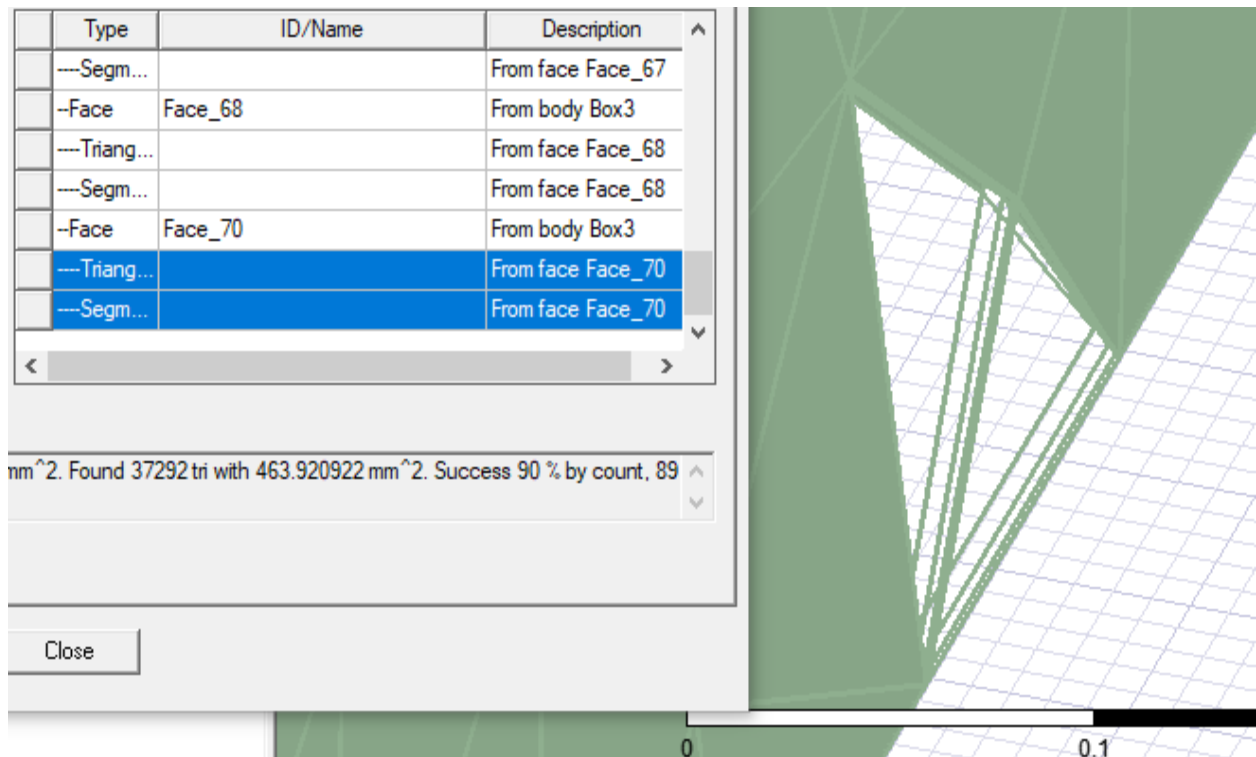 Type ID/Name Description
----Segm... From face Face_67
--Face Face_68 From body Box3
----Triang... From face Face_68
----Segm... From face Face_68
--Face Face_70 From body Box3
----Triang... From face Face_70
----Segm... From face Face_70
mm^2. Found 37292 tri with 463.920922 mm^2. Success 90 % by count, 89
Close
0 0.1